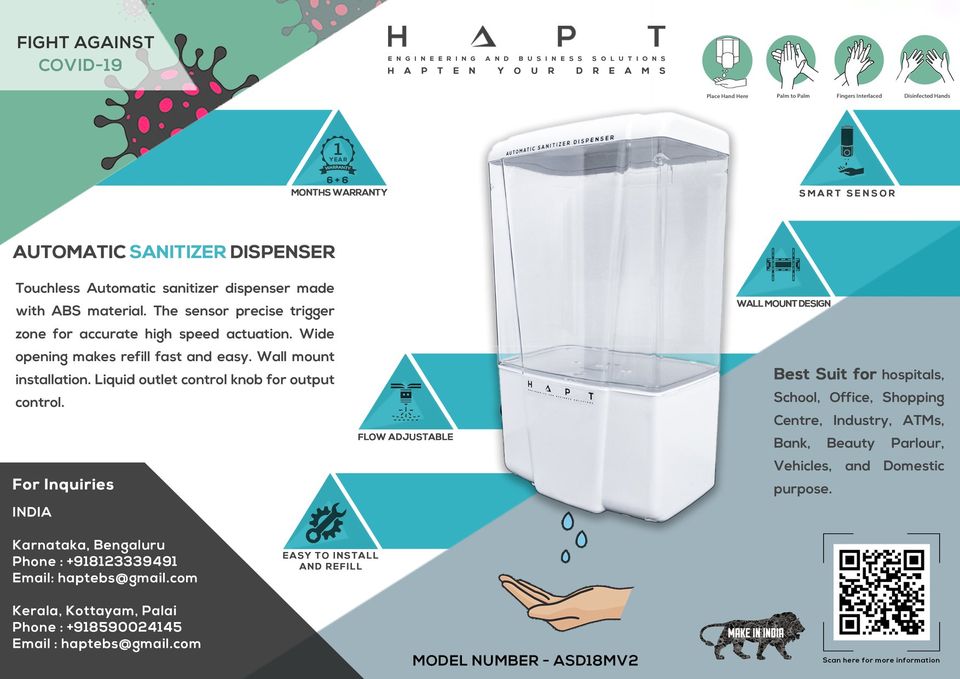 FIGHT AGAINST
COVID-19
HAPT
ENGINEERING AND BUSINESS SOLUTIONS
HAPTEN YOUR DREAMS
Place Hand Here
Palm to Palm
Fingers Interlaced
Disinfected Hands
1
YEAR
WARRANTY
6+6
MONTHS WARRANTY
AUTOMATIC SANITIZER DISPENSER
SMART SENSOR
AUTOMATIC SANITIZER DISPENSER
Touchless Automatic sanitizer dispenser made
with ABS material. The sensor precise trigger
zone for accurate high speed actuation. Wide
opening makes refill fast and easy. Wall mount
installation. Liquid outlet control knob for output
control.
WALL MOUNT DESIGN
HAPT
ENGINEERING AND BUSINESS SOLUTIONS
FLOW ADJUSTABLE
Best Suit for hospitals,
School, Office, Shopping
Centre, Industry, ATMs,
Bank, Beauty Parlour,
Vehicles, and Domestic
purpose.
For Inquiries
INDIA
Karnataka, Bengaluru
Phone : +918123339491
Email: haptebs@gmail.com
Kerala, Kottayam, Palai
Phone : +918590024145
Email : haptebs@gmail.com
EASY TO INSTALL
AND REFILL
MODEL NUMBER - ASD18MV2
MAKE IN INDIA
Scan here for more information